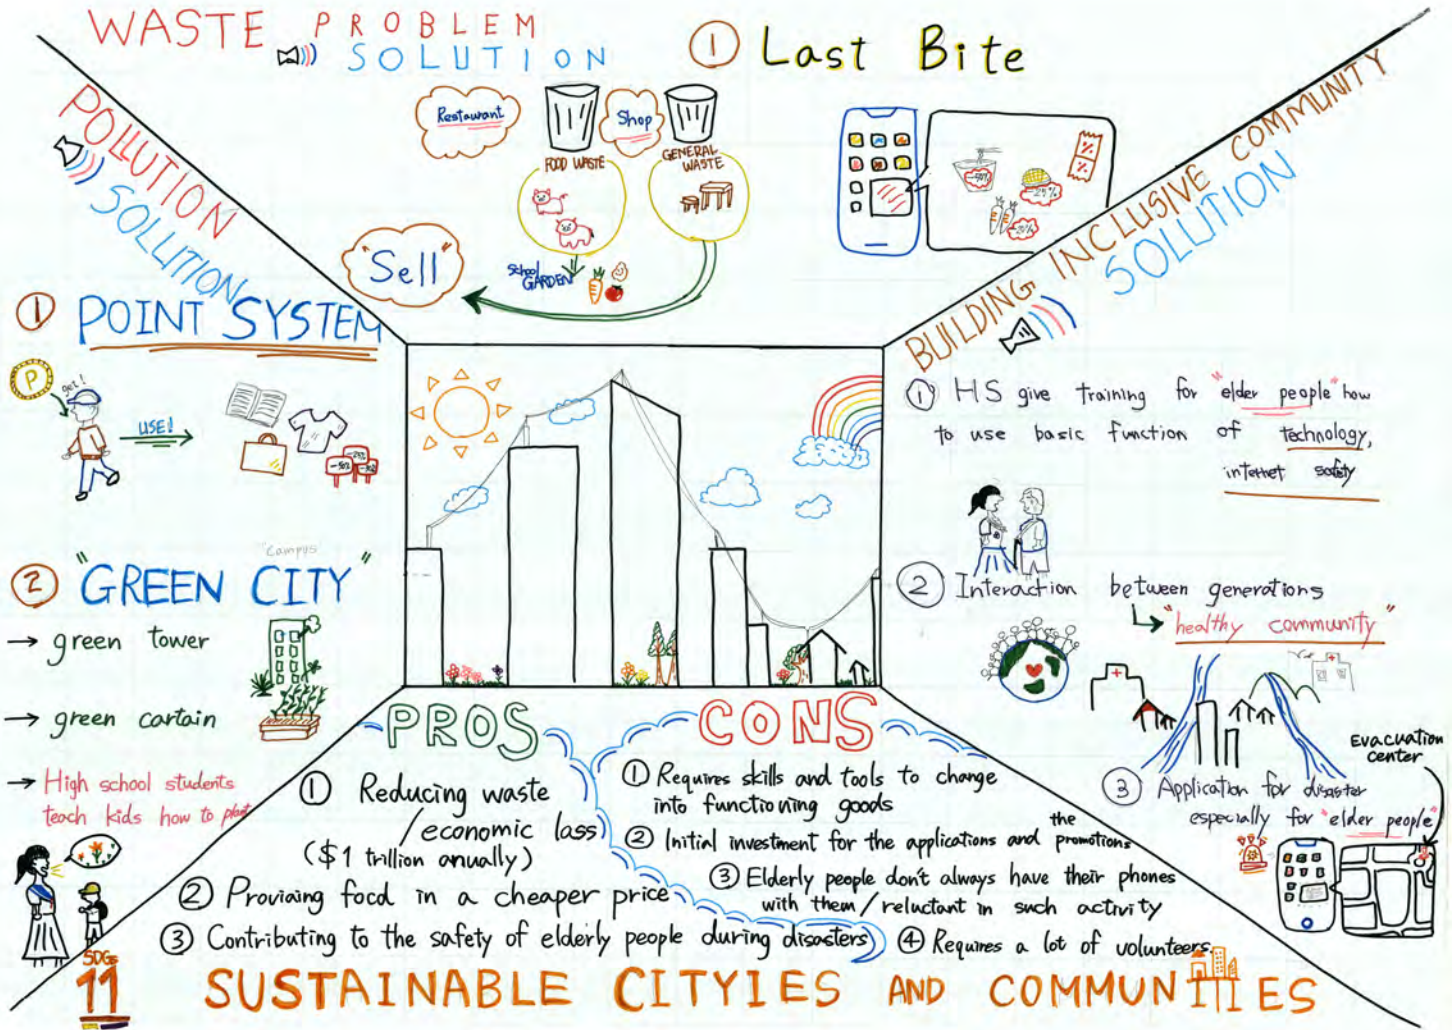 WASTE PROBLEM
SOLUTION
① Last Bite
Restaurant
Shop
FOOD WASTE
GENERAL
WASTE
"Sell"
School
GARDEN
-50%
-25%
POLLUTION
SOLUTION
① POINT SYSTEM
P
get!
USE!
"campus"
② "GREEN CITY"
→ green tower
→ green cartain
→ High school students
teach kids how to plant
BUILDING INCLUSIVE COMMUNITY
SOLUTION
① HS give training for "elder people" how
to use basic function of technology,
internet safety
② Interaction between generations
"healthy community"
③ Application for disaster
especially for "elder people"
Evacuation
center
PROS
① Reducing waste
/economic lass
($1 trillion anually)
② Proviaing food in a cheaper price
③ Contributing to the safety of elderly people during disasters
CONS
① Requires skills and tools to change
into functioning goods
② Initial investment for the applications and the promotions
③ Elderly people don't always have their phones
with them/reluctant in such activity
④ Requires a lot of volunteers
SDGs
11
SUSTAINABLE CITYIES AND COMMUNITIES